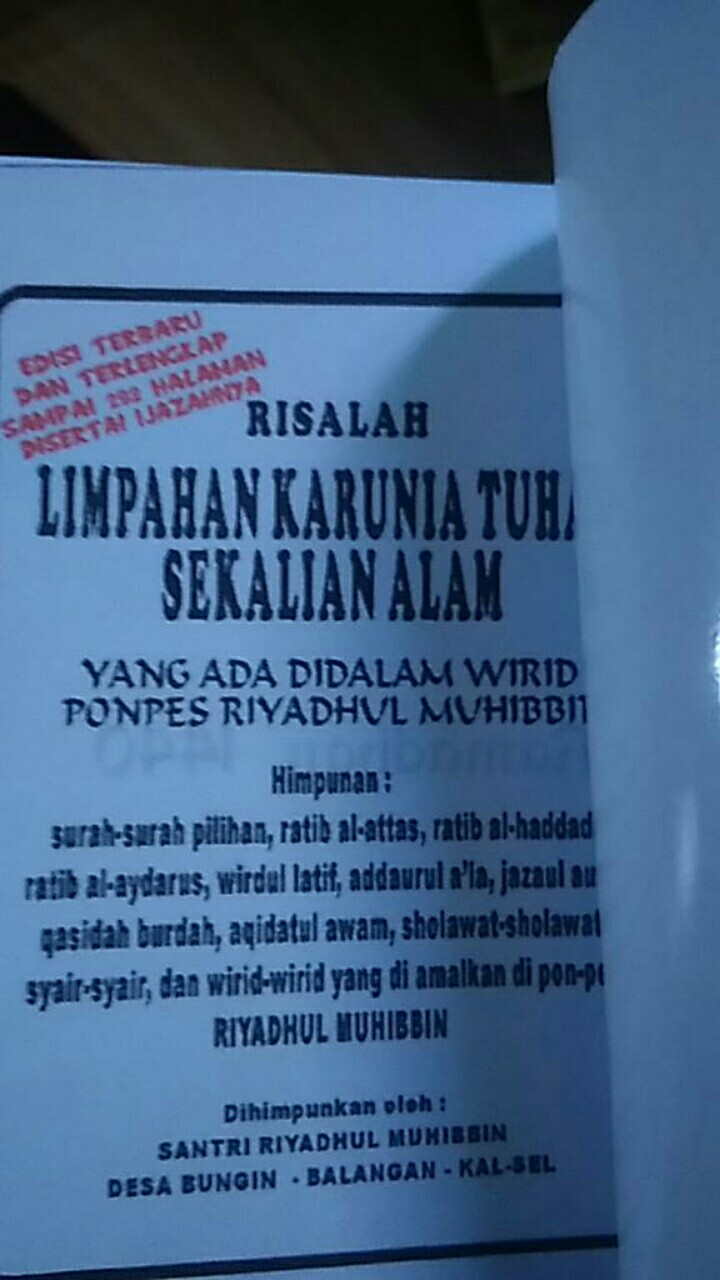 EDISI TERBARU
DAN TERLENGKAP
SAMPAI 292 HALAMAN
DISERTAI IJAZAHNYA
RISALAH
LIMPAHAN KARUNIA TUHA
SEKALIAN ALAM
YANG ADA DIDALAM WIRID
PONPES RIYADHUL MUHIBBI
Himpunan :
surah-surah pilihan, ratib al-attas, ratib al-haddad
ratib al-aydarus, wirdul latif, addaurul a'la, jazaul au
qasidah burdah, aqidatul awam, sholawat-sholawat
syair-syair, dan wirid-wirid yang di amalkan di pon-pe
RIYADHUL MUHIBBIN
Dihimpunkan oleh :
SANTRI RIYADHUL MUHIBBIN
DESA BUNGIN - BALANGAN - KAL-SEL